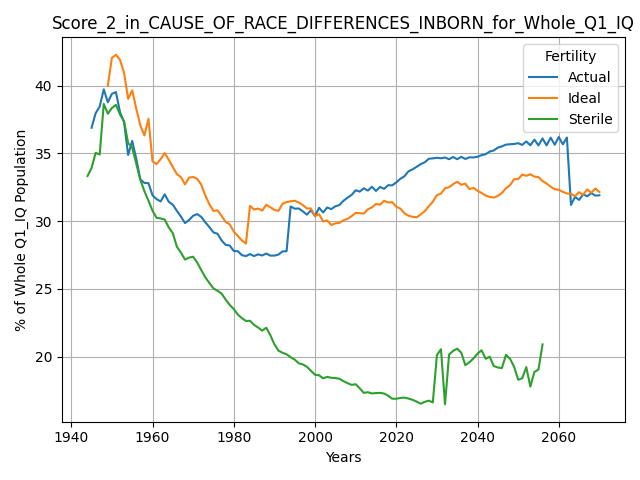 Score_2_in_CAUSE_OF_RACE_DIFFERENCES_INBORN_for_Whole_Q1_IQ
Fertility
Actual
Ideal
Sterile
% of Whole Q1_IQ Population
40
35
30
25
20
1940 1960 1980 2000 2020 2040 2060
Years